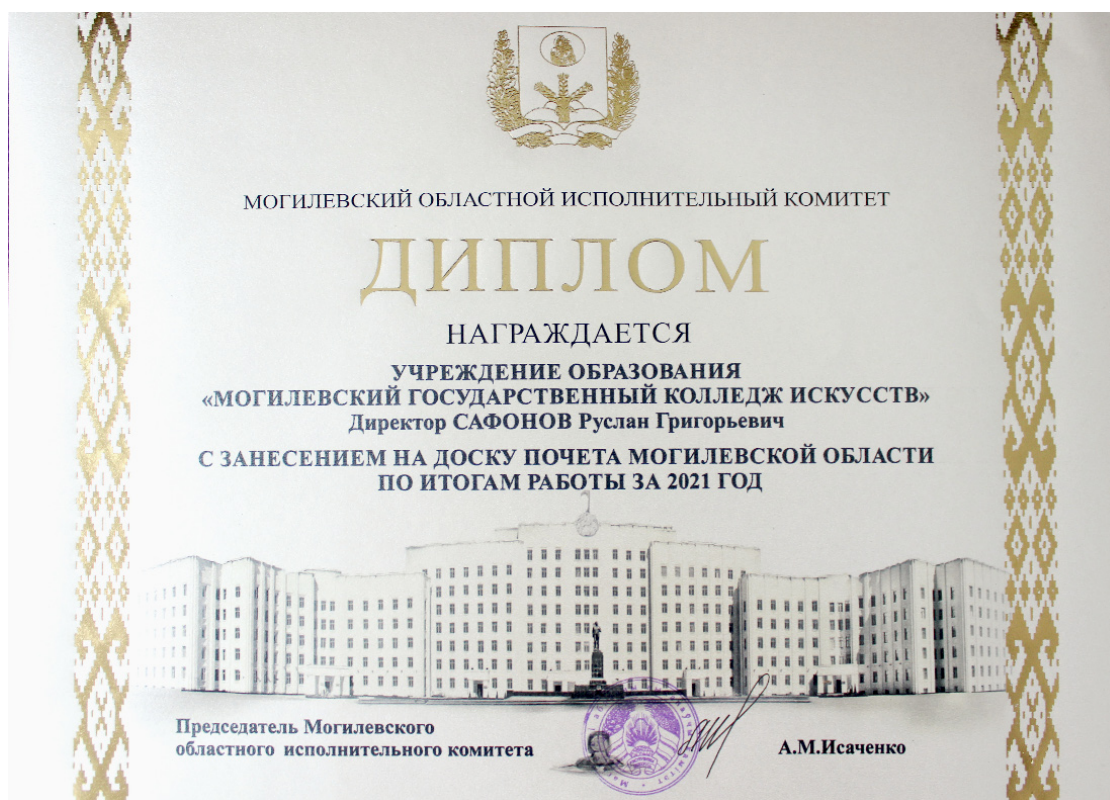 МОГИЛЕВСКИЙ ОБЛАСТНОЙ ИСПОЛНИТЕЛЬНЫЙ КОМИТЕТ
ДИПЛОМ
НАГРАЖДАЕТСЯ
УЧРЕЖДЕНИЕ ОБРАЗОВАНИЯ
«МОГИЛЕВСКИЙ ГОСУДАРСТВЕННЫЙ КОЛЛЕДЖ ИСКУССТВ»
Директор САФОНОВ Руслан Григорьевич
С ЗАНЕСЕНИЕМ НА ДОСКУ ПОЧЕТА МОГИЛЕВСКОЙ ОБЛАСТИ
ПО ИТОГАМ РАБОТЫ ЗА 2021 ГОД
Председатель Могилевского
областного исполнительного комитета
А.М.Исаченко